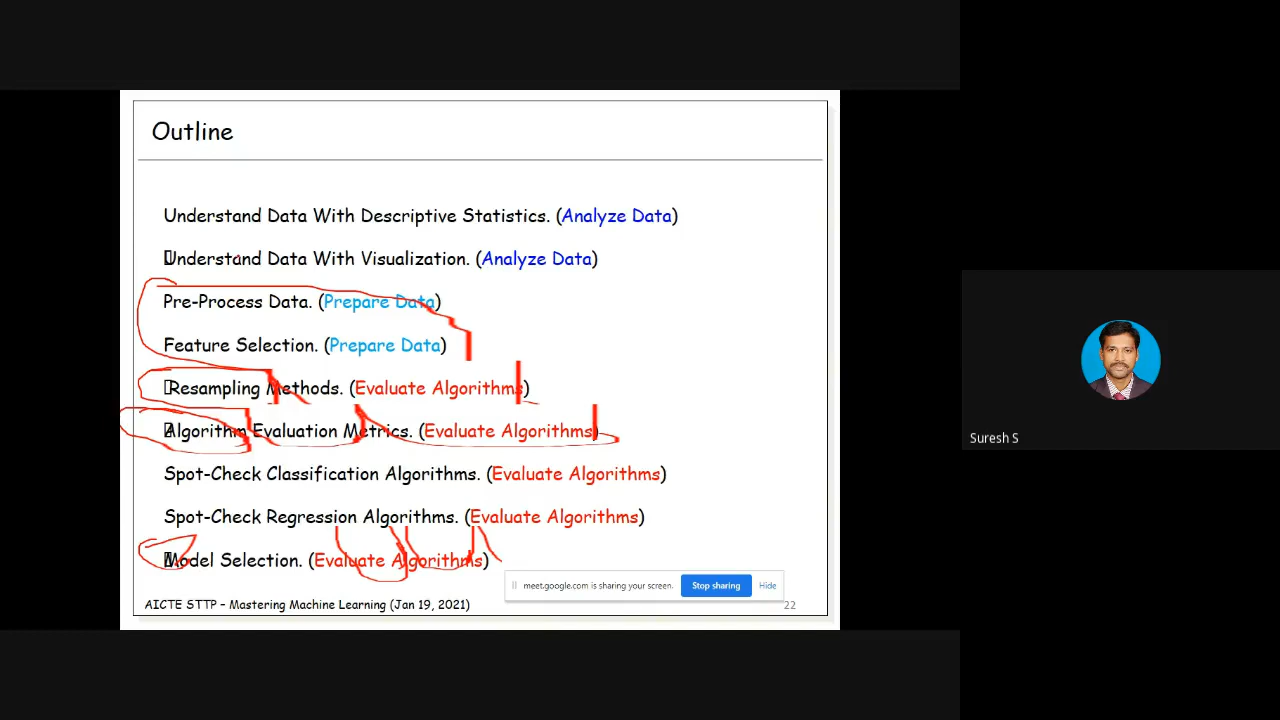 Outline
Understand Data With Descriptive Statistics. (Analyze Data)
Understand Data With Visualization. (Analyze Data)
Pre-Process Data. (Prepare Data)
Feature Selection. (Prepare Data)
Resampling Methods. (Evaluate Algorithms)
Algorithm Evaluation Metrics. (Evaluate Algorithms)
Spot-Check Classification Algorithms. (Evaluate Algorithms)
Spot-Check Regression Algorithms. (Evaluate Algorithms)
Model Selection. (Evaluate Algorithms)
meet.google.com is sharing your screen. Stop sharing Hide
AICTE STTP – Mastering Machine Learning (Jan 19, 2021) 22
Suresh S